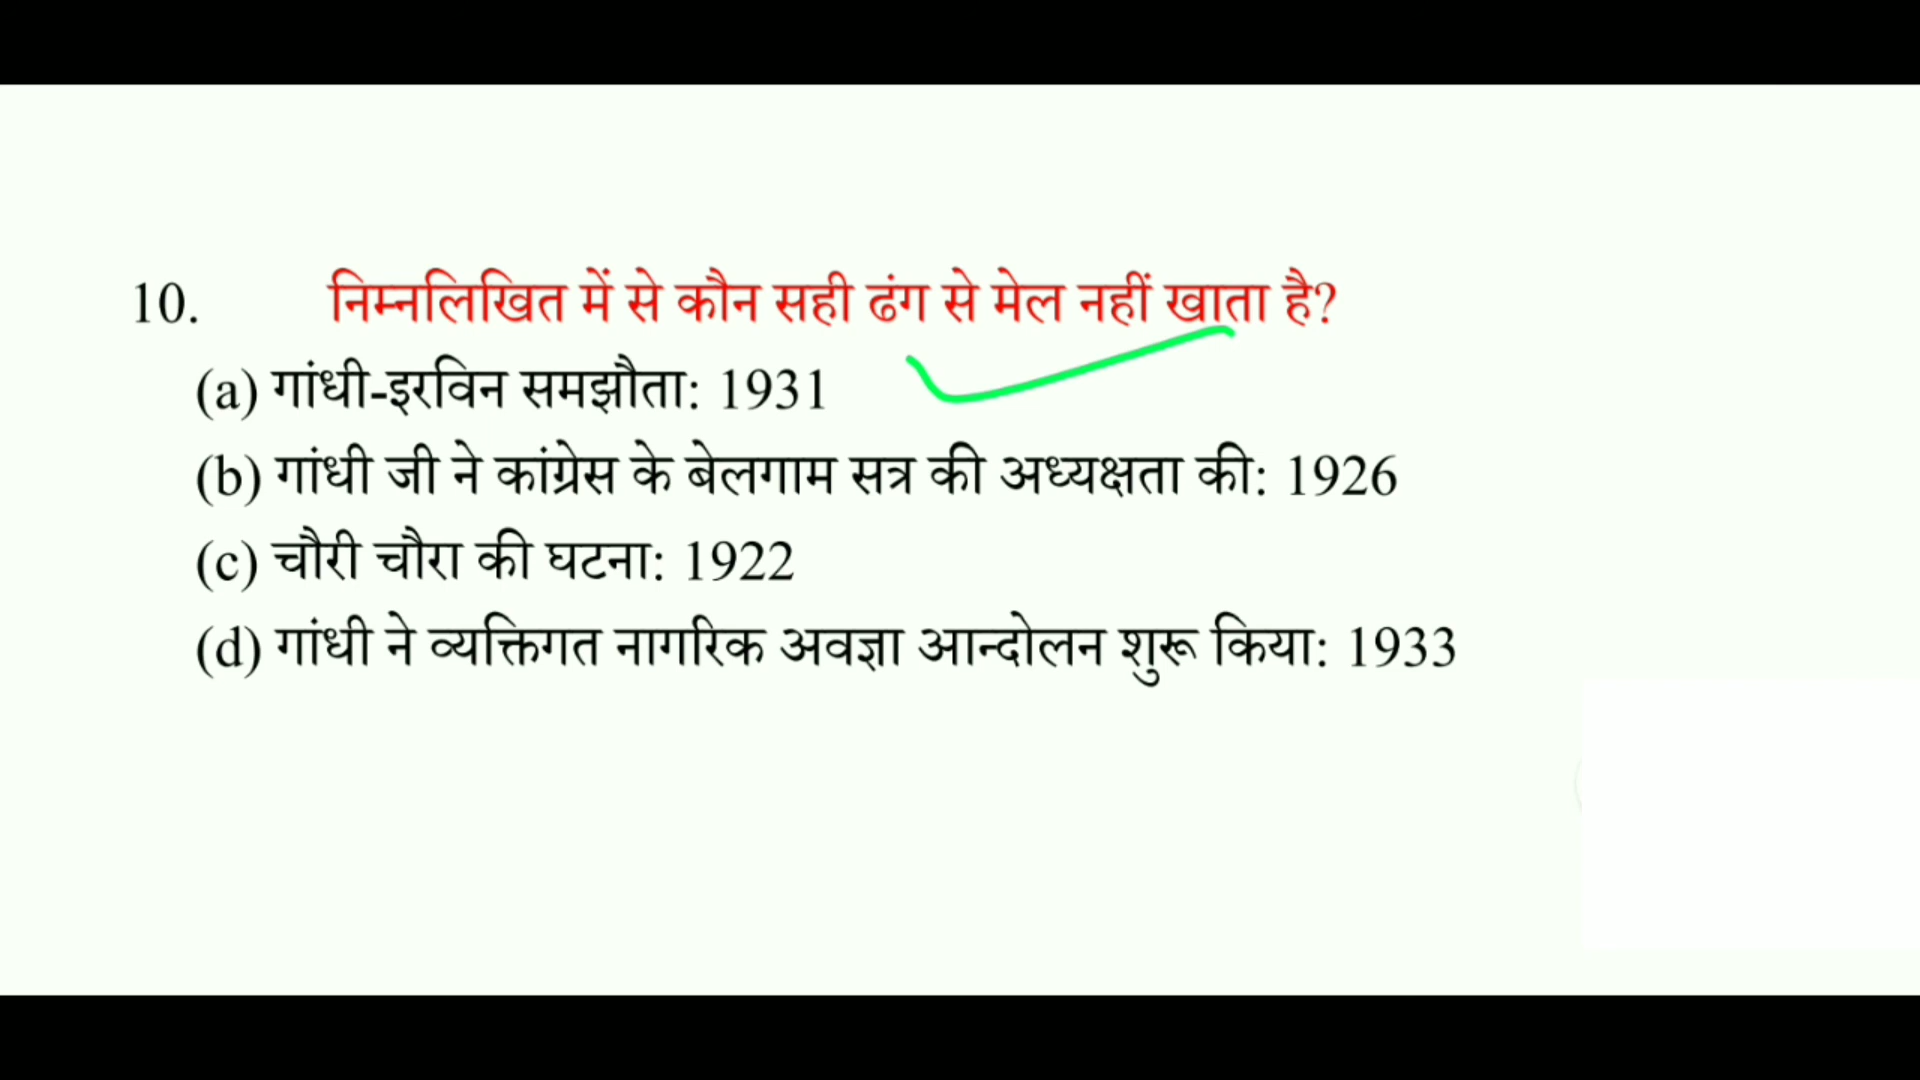 10. निम्नलिखित में से कौन सही ढंग से मेल नहीं खाता है?
(a) गांधी-इरविन समझौता: 1931
(b) गांधी जी ने कांग्रेस के बेलगाम सत्र की अध्यक्षता की: 1926
(c) चौरी चौरा की घटना: 1922
(d) गांधी ने व्यक्तिगत नागरिक अवज्ञा आन्दोलन शुरू किया: 1933